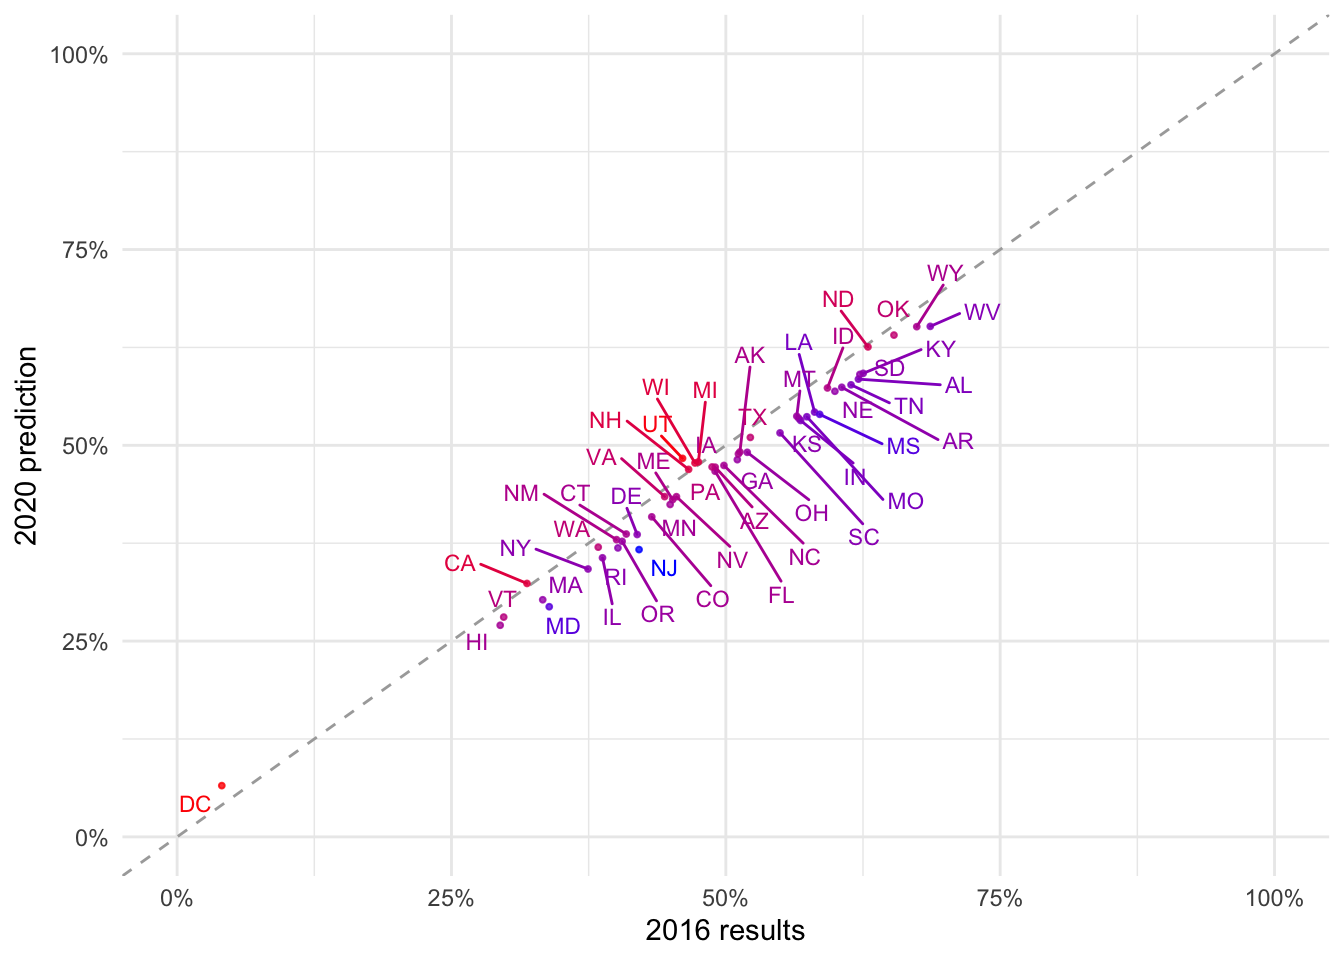 100%
75%
50%
25%
0%
2020 prediction
WY
ND
OK
WV
ID
LA
KY
AK
SD
MT
AL
WI
MI
TN
NE
TX
NH
UT
AR
IA
KS
MS
VA
ME
IN
GA
PA
NM
CT
DE
MO
OH
AZ
WA
MN
SC
NY
NV
NC
CA
NJ
RI
MA
FL
VT
CO
IL
OR
MD
HI
DC
0%
25%
50%
75%
100%
2016 results